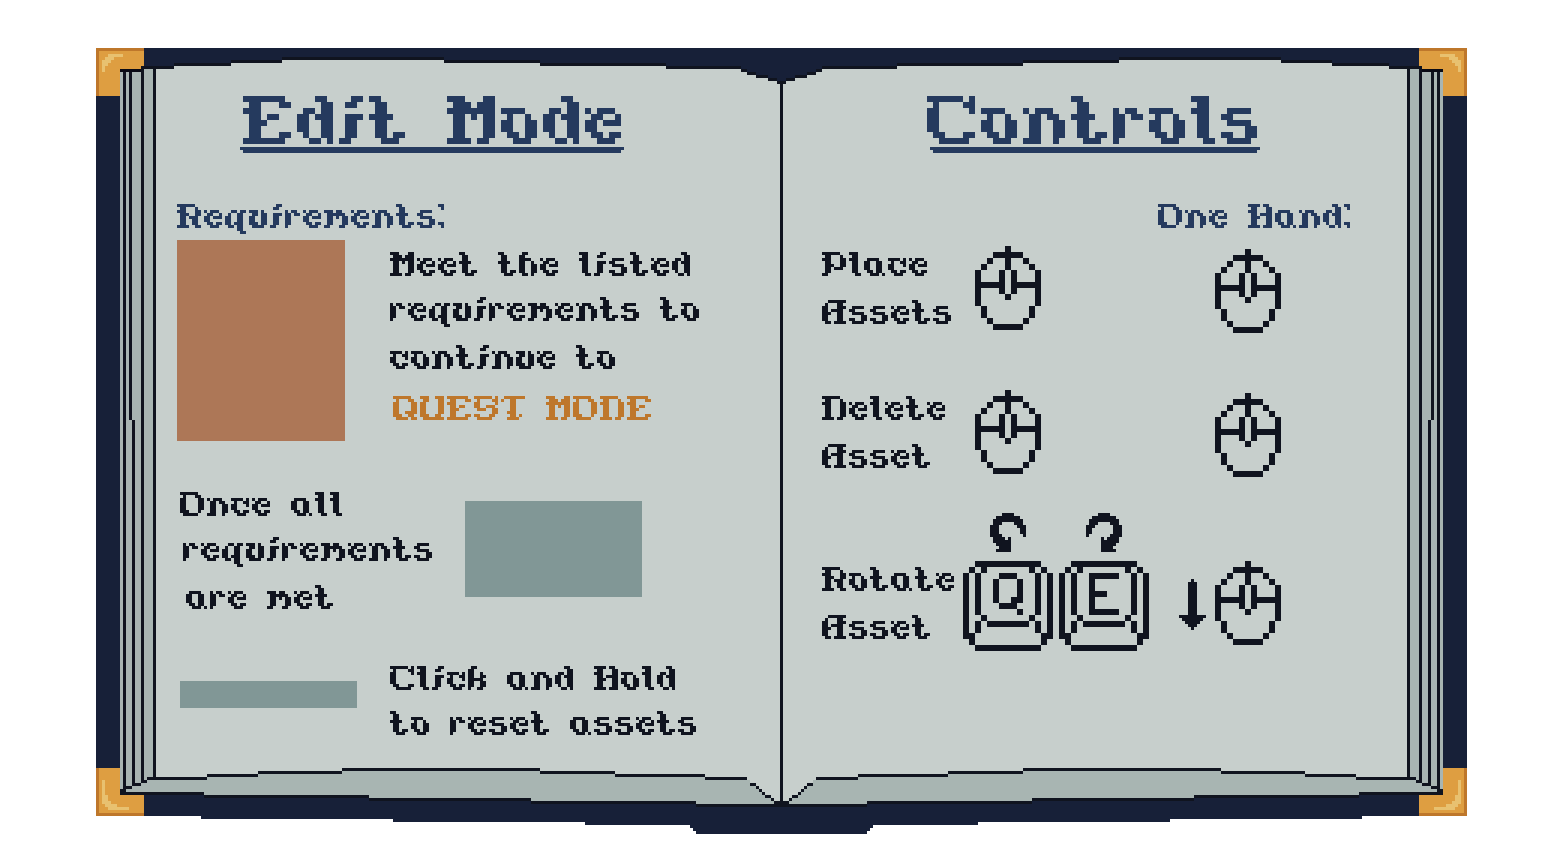 Edit Mode
Requirements:
Meet the listed
requirements to
continue to
QUEST MODE
Once all
requirements
are met
Click and Hold
to reset assets
Controls
One Hand:
Place
Assets
Delete
Asset
Rotate
Asset
Q E